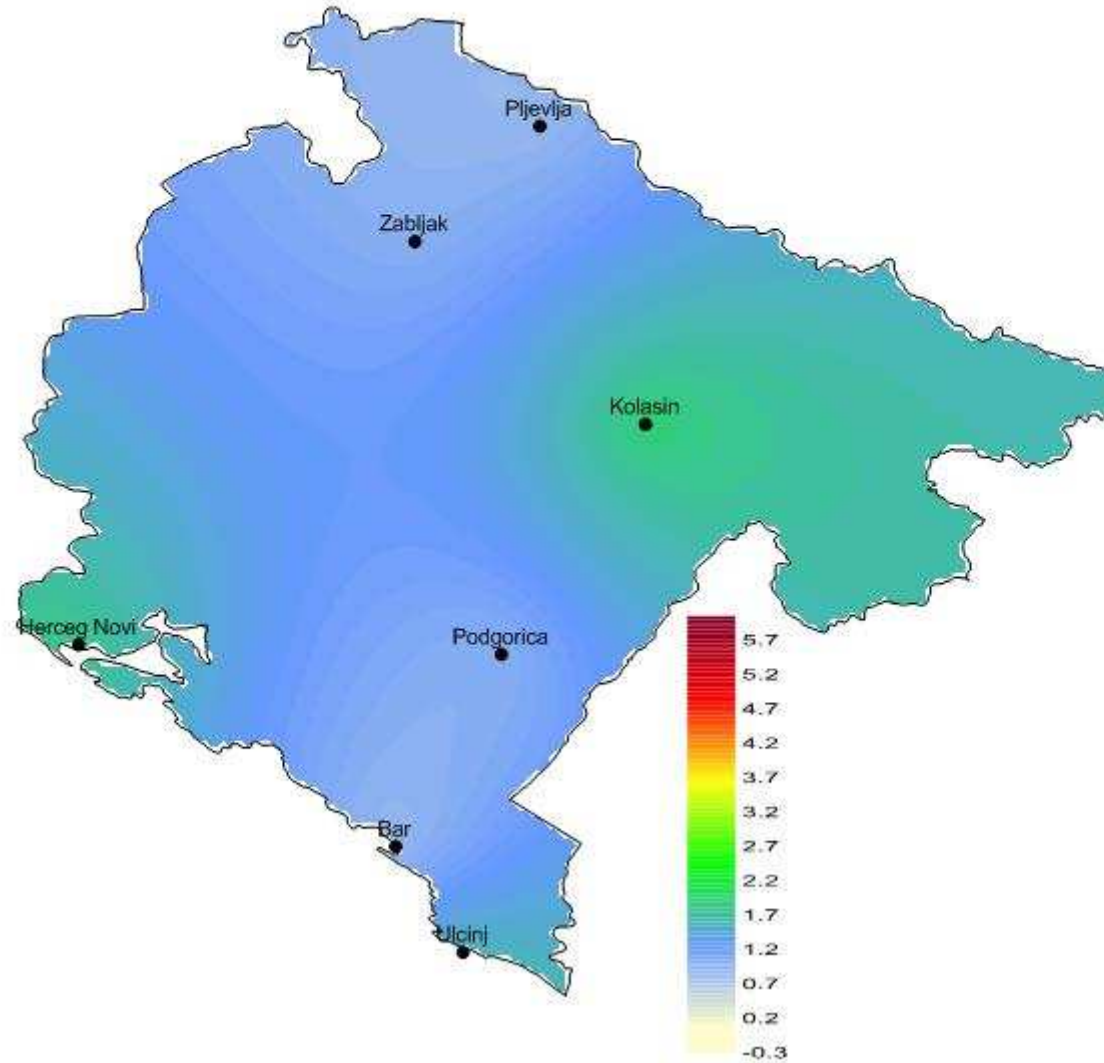 Pljevlja
Zabljak
Kolasin
Herceg Novi
Podgorica
Bar
Ulcinj
5.7
5.2
4.7
4.2
3.7
3.2
2.7
2.2
1.7
1.2
0.7
0.2
-0.3